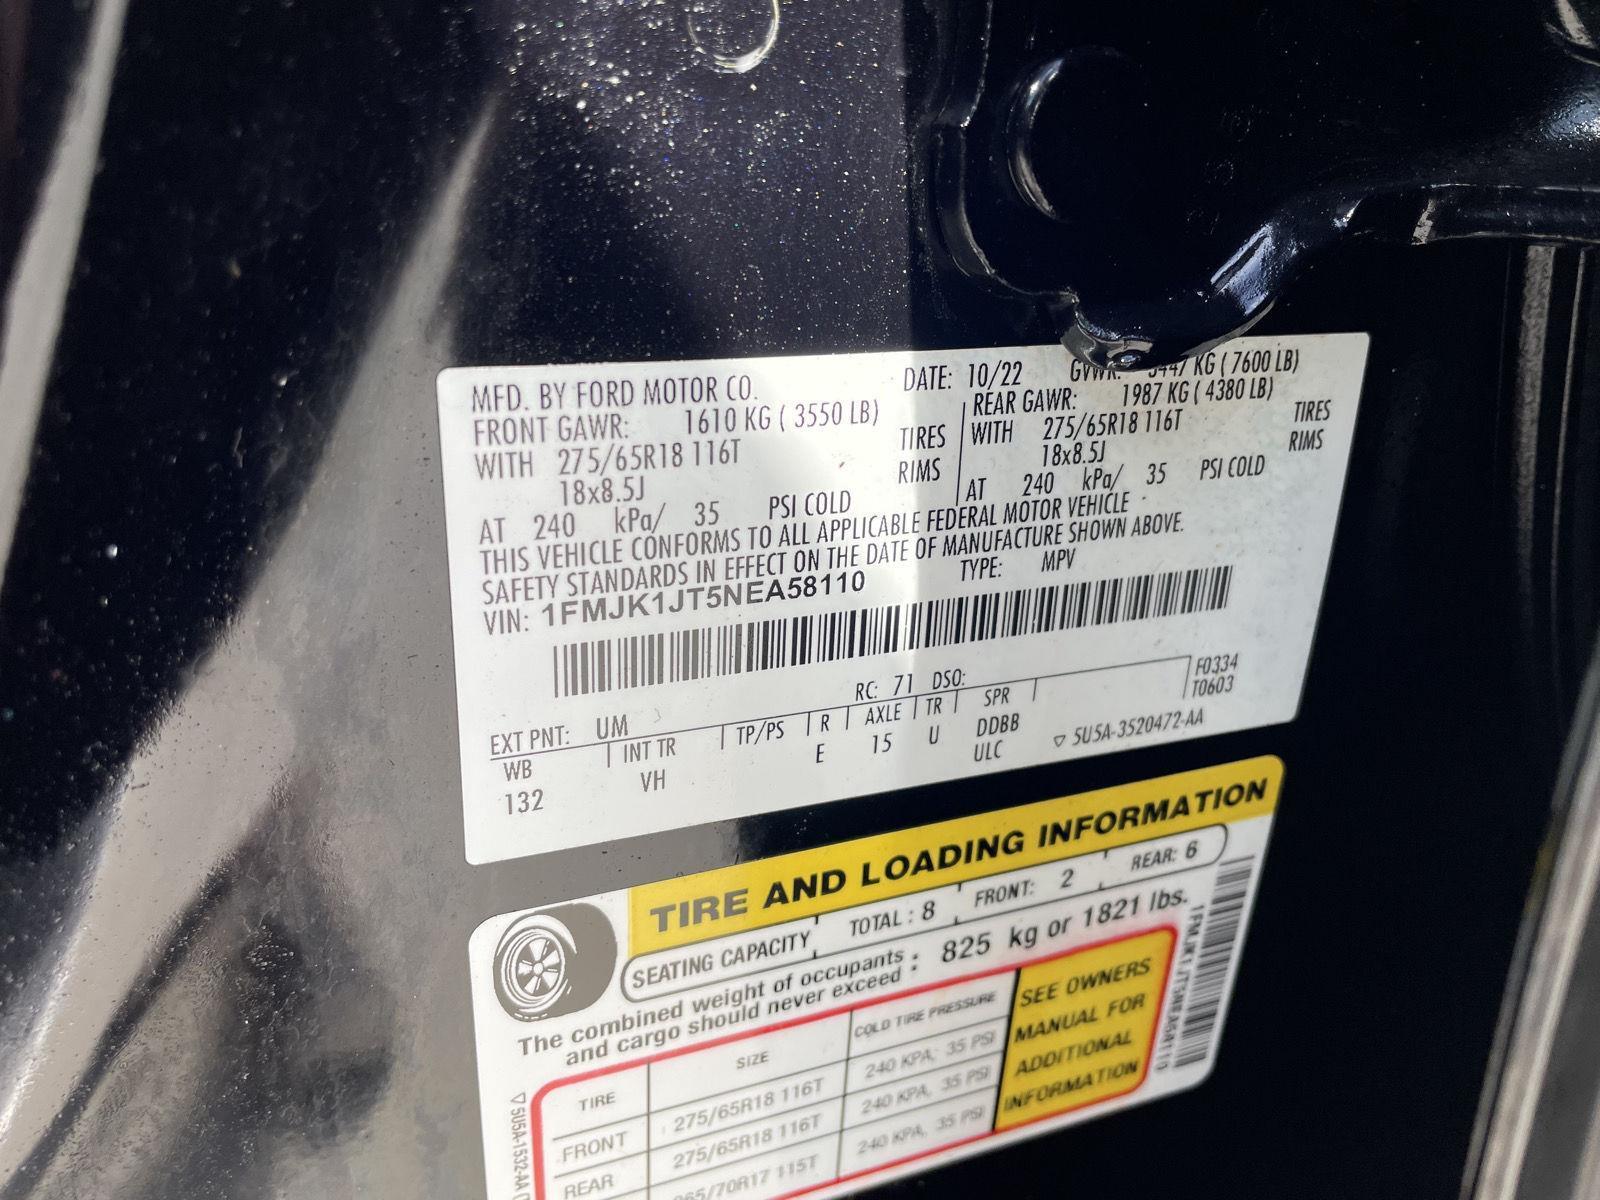 MFD. BY FORD MOTOR CO. DATE: 10/22 GVWR: 3447 KG ( 7600 LB)
FRONT GAWR: 1610 KG ( 3550 LB) REAR GAWR: 1987 KG ( 4380 LB)
WITH 275/65R18 116T TIRES WITH 275/65R18 116T TIRES
18x8.5J RIMS 18x8.5J RIMS
AT 240 kPa/ 35 PSI COLD AT 240 kPa/ 35 PSI COLD
THIS VEHICLE CONFORMS TO ALL APPLICABLE FEDERAL MOTOR VEHICLE
SAFETY STANDARDS IN EFFECT ON THE DATE OF MANUFACTURE SHOWN ABOVE.
VIN: 1FMJK1JT5NEA58110 TYPE: MPV
RC: 71 DSO:
F0334
T0603
EXT PNT: UM
WB INT TR TP/PS R AXLE TR SPR
132 VH E 15 U DDBB
ULC
5U5A-3520472-AA
TIRE AND LOADING INFORMATION
SEATING CAPACITY TOTAL : 8 FRONT: 2 REAR: 6
The combined weight of occupants
and cargo should never exceed : 825 kg or 1821 lbs.
TIRE SIZE COLD TIRE PRESSURE
FRONT 275/65R18 116T 240 KPA, 35 PSI
REAR 275/65R18 116T 240 KPA, 35 PSI
265/70R17 115T 240 KPA, 35 PSI
SEE OWNERS
MANUAL FOR
ADDITIONAL
INFORMATION
1FMJK1JT5NEA58110
5U5A-1532-AA